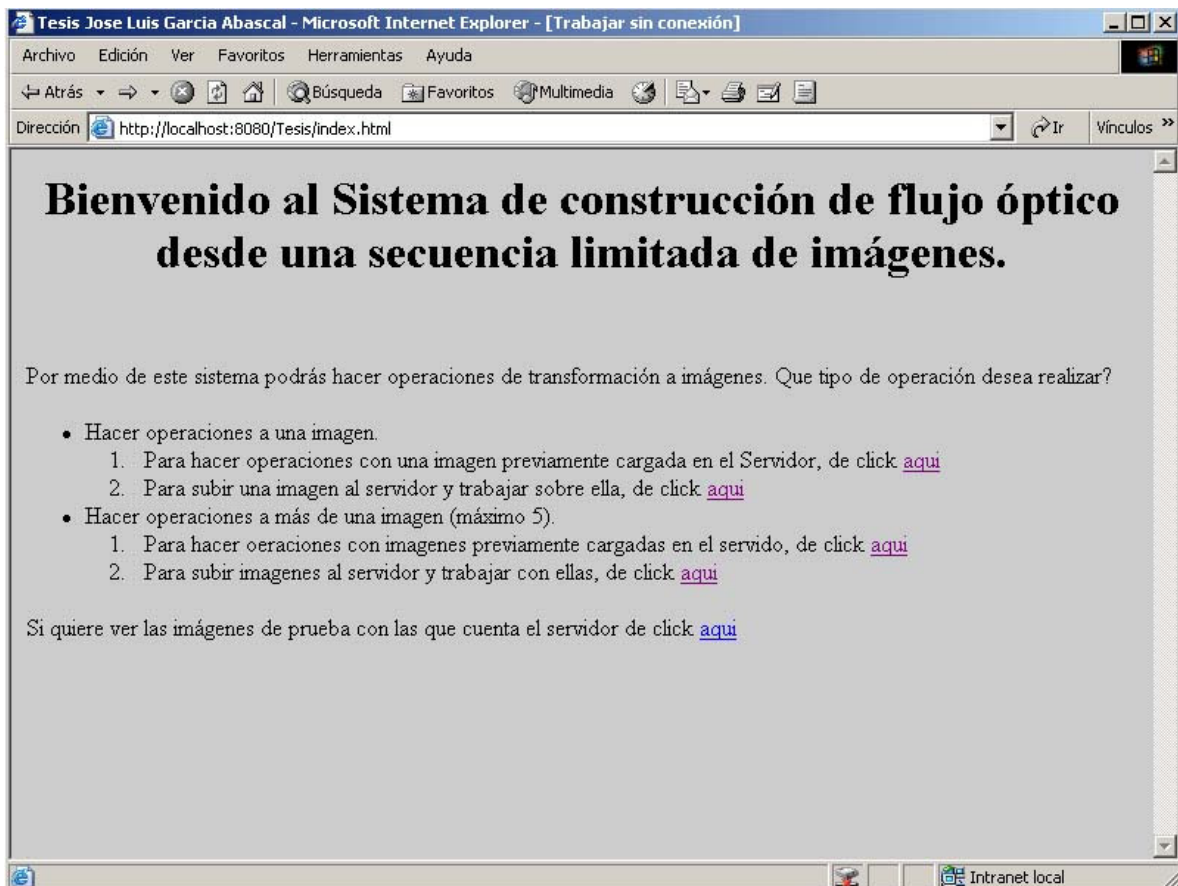 Tesis Jose Luis Garcia Abascal - Microsoft Internet Explorer - [Trabajar sin conexión]
Archivo Edición Ver Favoritos Herramientas Ayuda
Atrás Búsqueda Favoritos Multimedia
Dirección http://localhost:8080/Tesis/index.html Ir Vínculos »
Bienvenido al Sistema de construcción de flujo óptico
desde una secuencia limitada de imágenes.
Por medio de este sistema podrás hacer operaciones de transformación a imágenes. Que tipo de operación desea realizar?
• Hacer operaciones a una imagen.
1. Para hacer operaciones con una imagen previamente cargada en el Servidor, de click aqui
2. Para subir una imagen al servidor y trabajar sobre ella, de click aqui
• Hacer operaciones a más de una imagen (máximo 5).
1. Para hacer oeraciones con imagenes previamente cargadas en el servido, de click aqui
2. Para subir imagenes al servidor y trabajar con ellas, de click aqui
Si quiere ver las imágenes de prueba con las que cuenta el servidor de click aqui
Intranet local